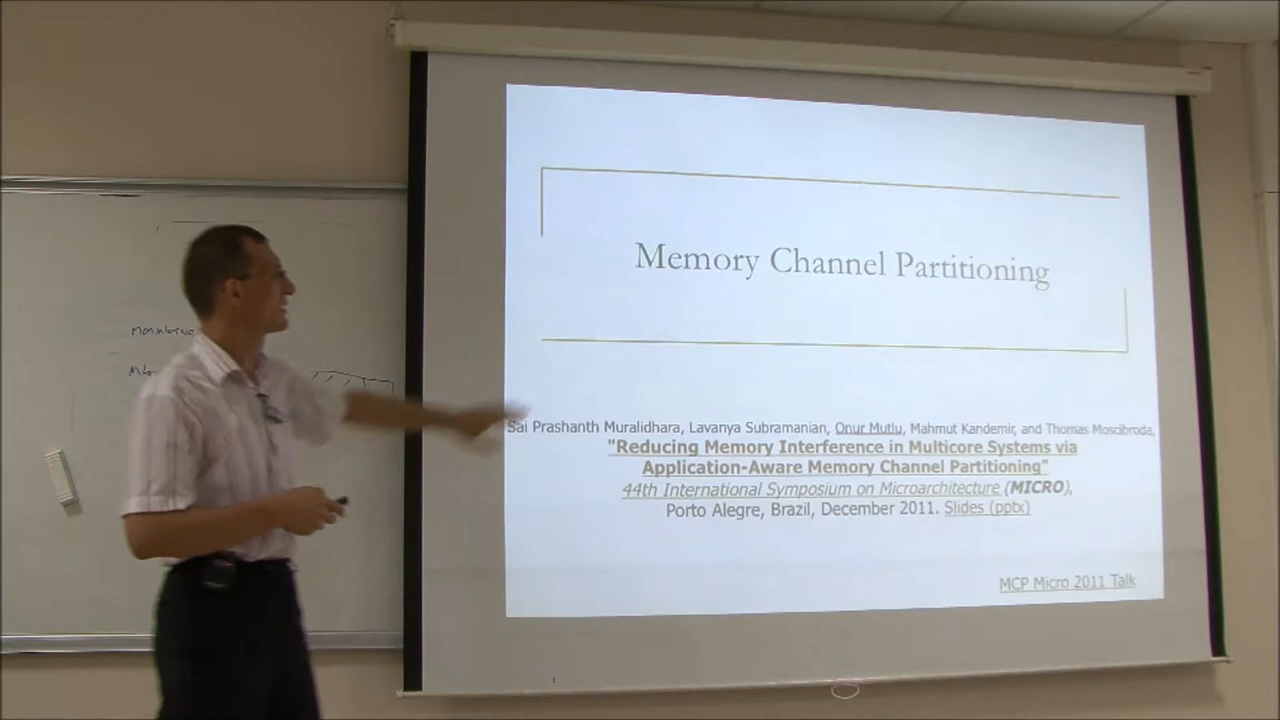 Memory Channel Partitioning
Sai Prashanth Muralidhara, Lavanya Subramanian, Onur Mutlu, Mahmut Kandemir, and Thomas Moscibroda,
"Reducing Memory Interference in Multicore Systems via
Application-Aware Memory Channel Partitioning"
44th International Symposium on Microarchitecture (MICRO),
Porto Alegre, Brazil, December 2011. Slides (pptx)
MCP Micro 2011 Talk